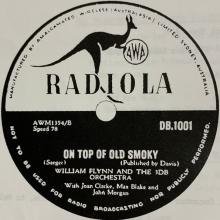 MANUFACTURED BY
AMALGAMATED WIRELESS (AUSTRALASIA) LIMITED
AUSTRALIA
AWA
RADIOLA
AWM1354/B
Speed 78
DB.1001
ON TOP OF OLD SMOKY
(Seeger) (Published by Davis)
WILLIAM FLYNN AND THE 3DB
ORCHESTRA
With Joan Clarke, Max Blake and
John Morgan
NOT TO BE USED FOR RADIO BROADCASTING NOR PUBLICLY PERFORMED.